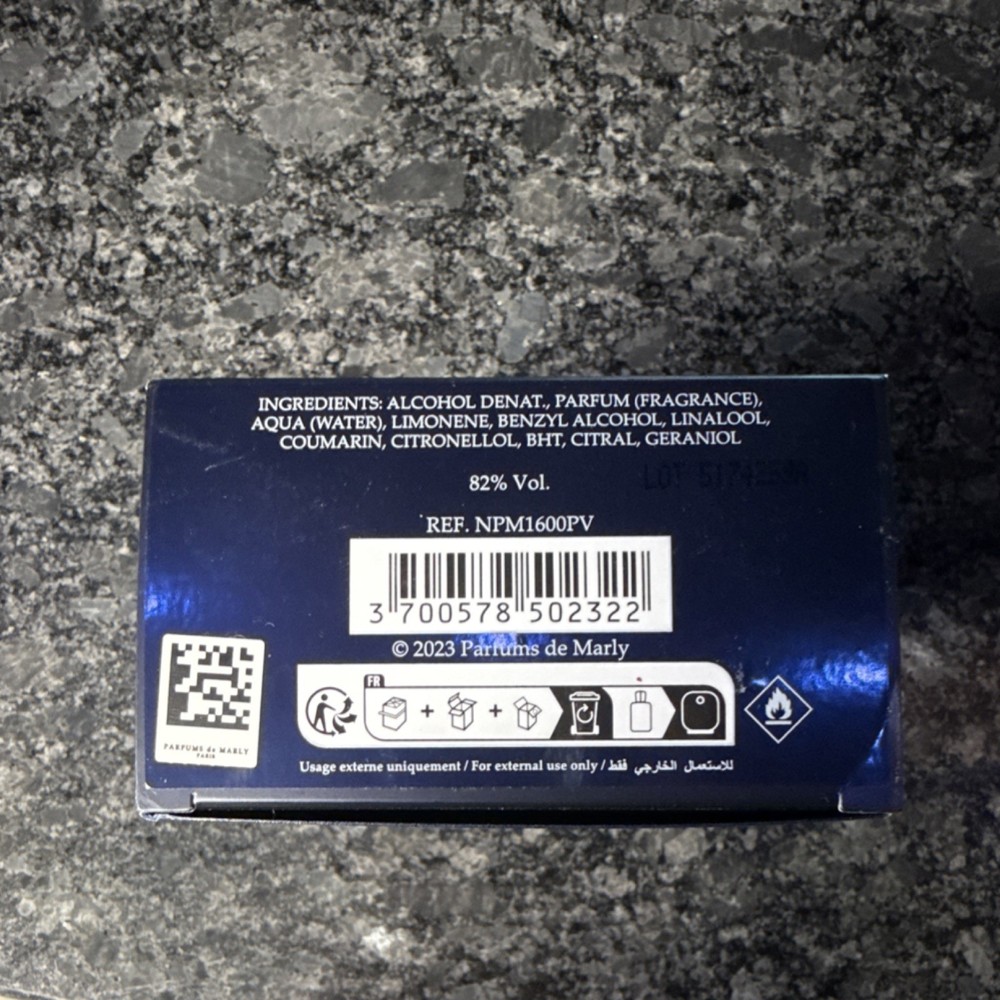 INGREDIENTS: ALCOHOL DENAT., PARFUM (FRAGRANCE),
AQUA (WATER), LIMONENE, BENZYL ALCOHOL, LINALOOL,
COUMARIN, CITRONELLOL, BHT, CITRAL, GERANIOL
82% Vol.
LOT
REF. NPM1600PV
3 700578 502322
© 2023 Parfums de Marly
FR
PARFUMS de MARLY
PARIS
Usage externe uniquement / For external use only / للاستعمال الخارجي فقط